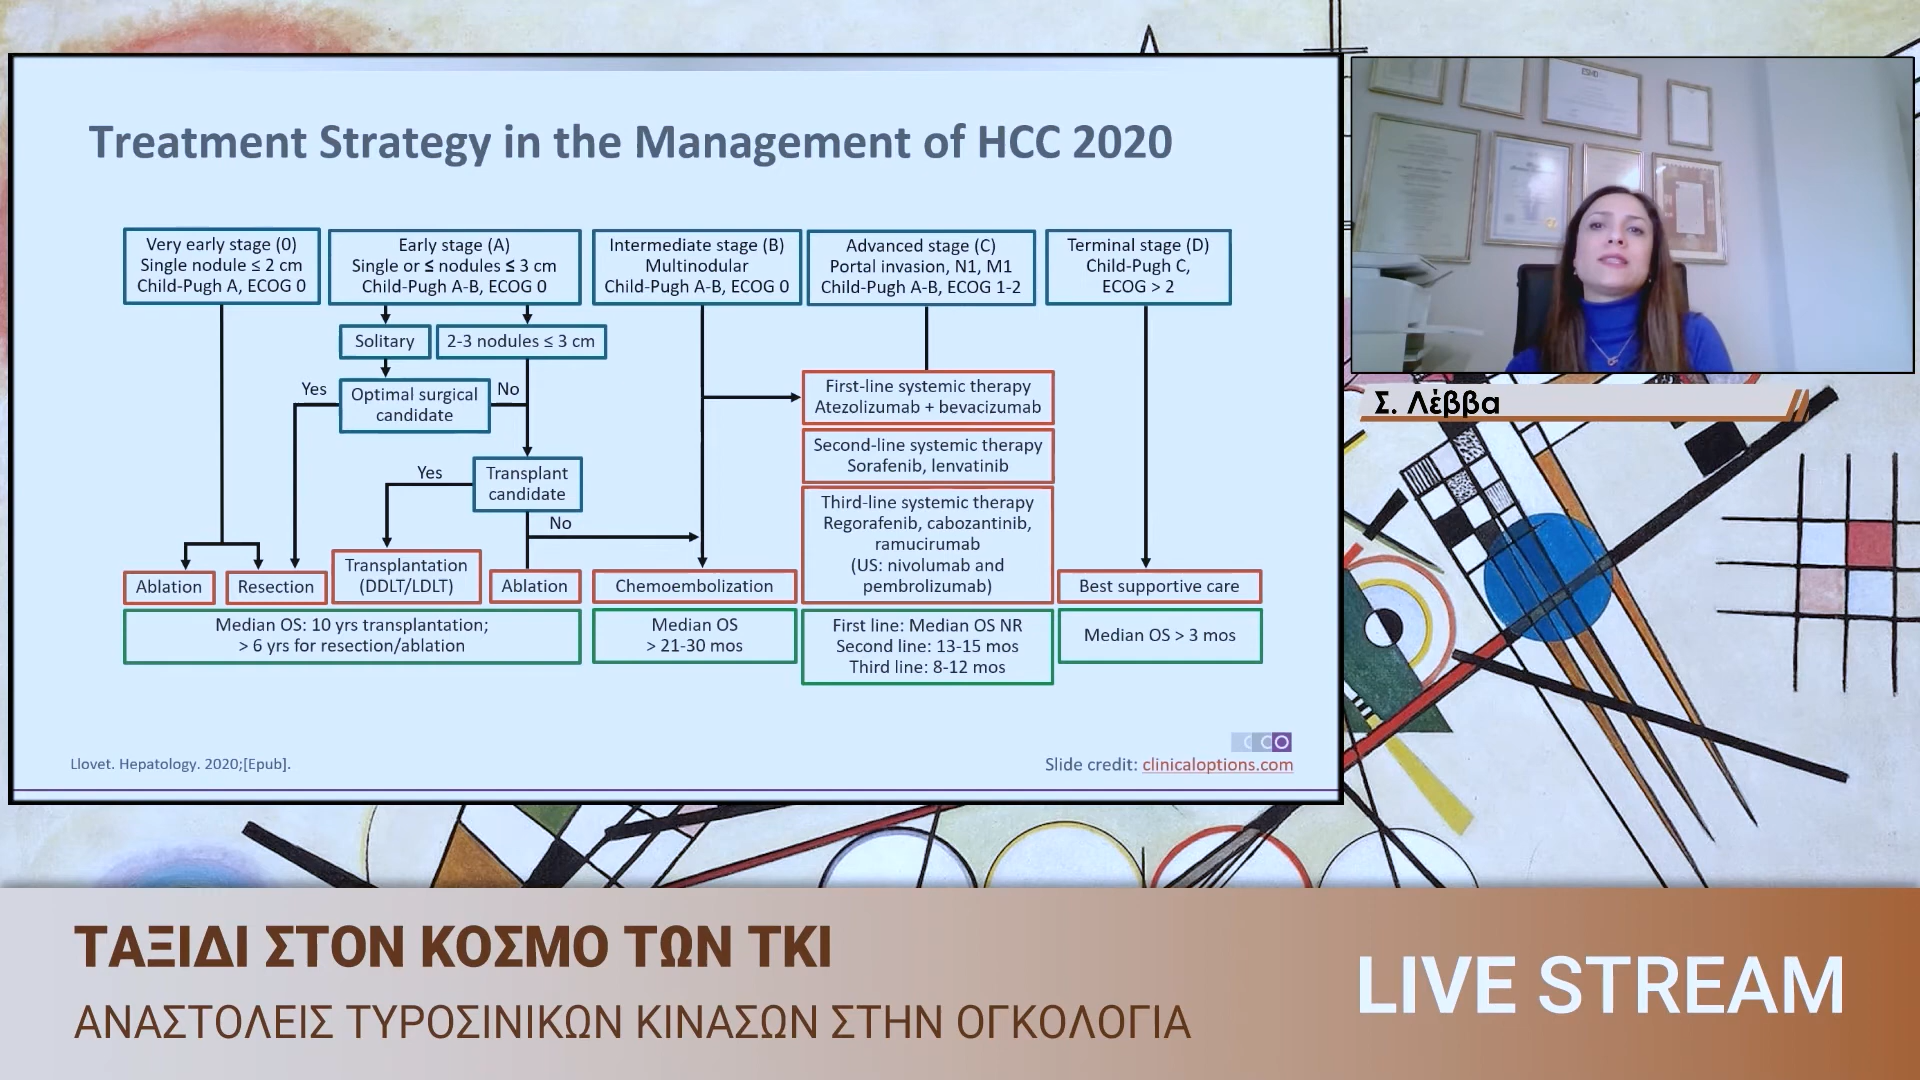 Treatment Strategy in the Management of HCC 2020
Very early stage (0)
Single nodule ≤ 2 cm
Child-Pugh A, ECOG 0
Early stage (A)
Single or ≤ nodules ≤ 3 cm
Child-Pugh A-B, ECOG 0
Intermediate stage (B)
Multinodular
Child-Pugh A-B, ECOG 0
Advanced stage (C)
Portal invasion, N1, M1
Child-Pugh A-B, ECOG 1-2
Terminal stage (D)
Child-Pugh C,
ECOG > 2
Solitary
2-3 nodules ≤ 3 cm
Yes
Optimal surgical
candidate
No
Transplant
candidate
Yes
No
First-line systemic therapy
Atezolizumab + bevacizumab
Second-line systemic therapy
Sorafenib, lenvatinib
Third-line systemic therapy
Regorafenib, cabozantinib,
ramucirumab
(US: nivolumab and
pembrolizumab)
Ablation
Resection
Transplantation
(DDLT/LDLT)
Ablation
Chemoembolization
Best supportive care
Median OS: 10 yrs transplantation;
> 6 yrs for resection/ablation
Median OS
> 21-30 mos
First line: Median OS NR
Second line: 13-15 mos
Third line: 8-12 mos
Median OS > 3 mos
Llovet. Hepatology. 2020;[Epub].
CCO
Slide credit: clinicaloptions.com
ESMO
Σ. Λέββα
ΤΑΞΙΔΙ ΣΤΟΝ ΚΟΣΜΟ ΤΩΝ ΤΚΙ
ΑΝΑΣΤΟΛΕΙΣ ΤΥΡΟΣΙΝΙΚΩΝ ΚΙΝΑΣΩΝ ΣΤΗΝ ΟΓΚΟΛΟΓΙΑ
LIVE STREAM